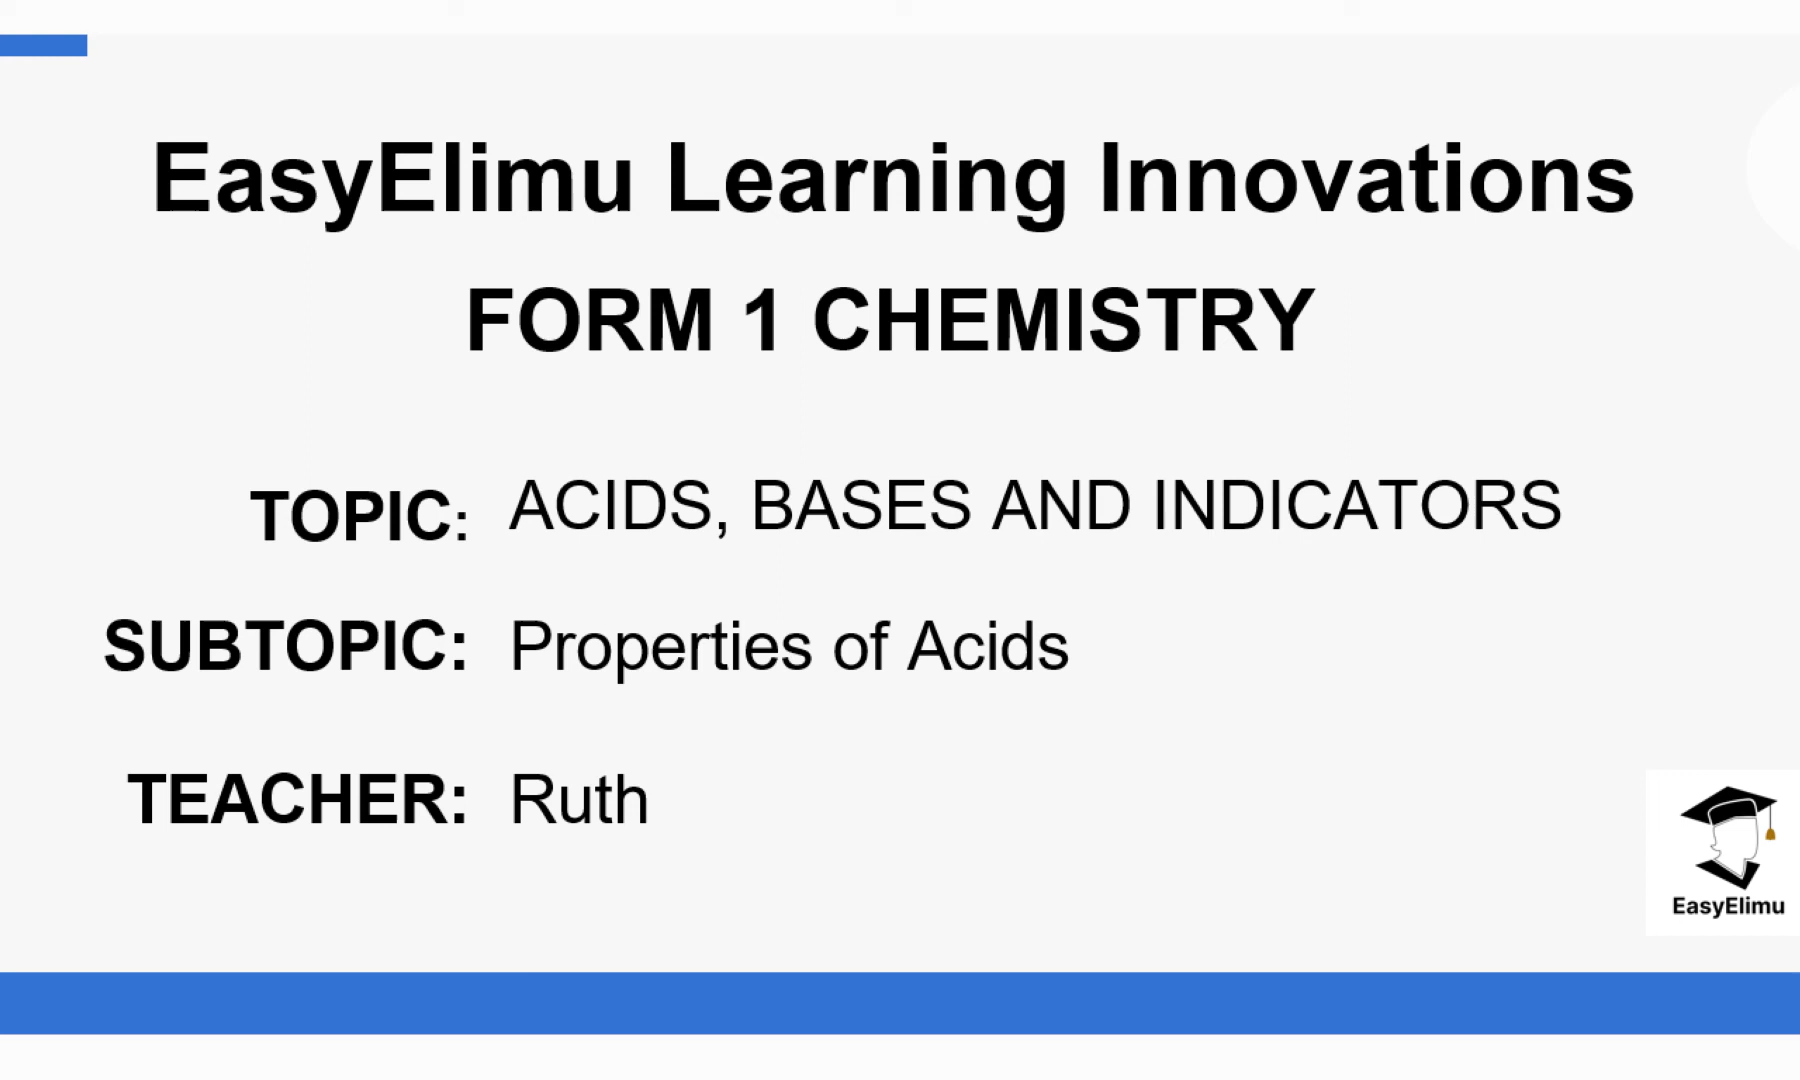 EasyElimu Learning Innovations
FORM 1 CHEMISTRY
TOPIC: ACIDS, BASES AND INDICATORS
SUBTOPIC: Properties of Acids
TEACHER: Ruth
EasyElimu